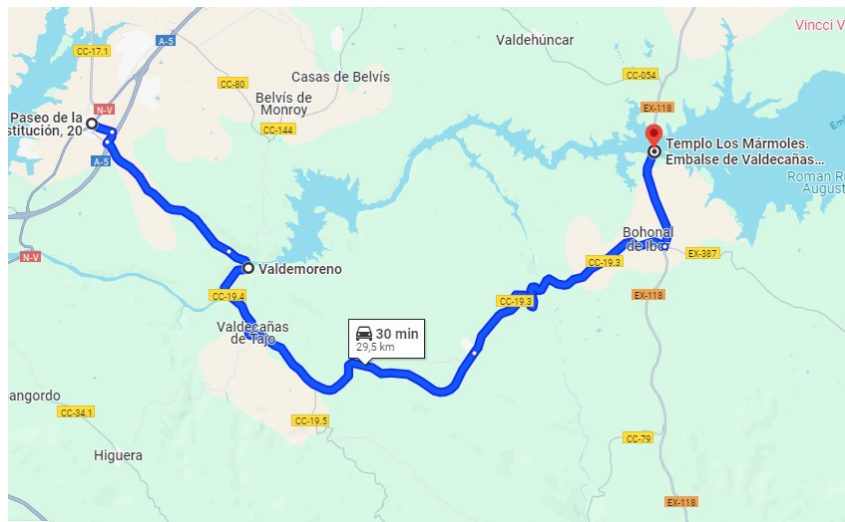 Vincci V
CC-17.1
A-5
Valdehúncar
CC-80
Casas de Belvís
CC-054
Belvís de
Monroy
EX-118
N-V
Paseo de la
stitución, 20
CC-144
A-5
Templo Los Mármoles.
Embalse de Valdecañas...
Emb
Roman Ru
August
Bohonal
de Ibo
N-V
Valdemoreno
CC-19.3
EX-387
CC-19.4
CC-19.3
EX-118
Valdecañas
de Tajo
30 min
29,5 km
angordo
CC-34.1
CC-19.5
CC-79
Higuera
EX-118